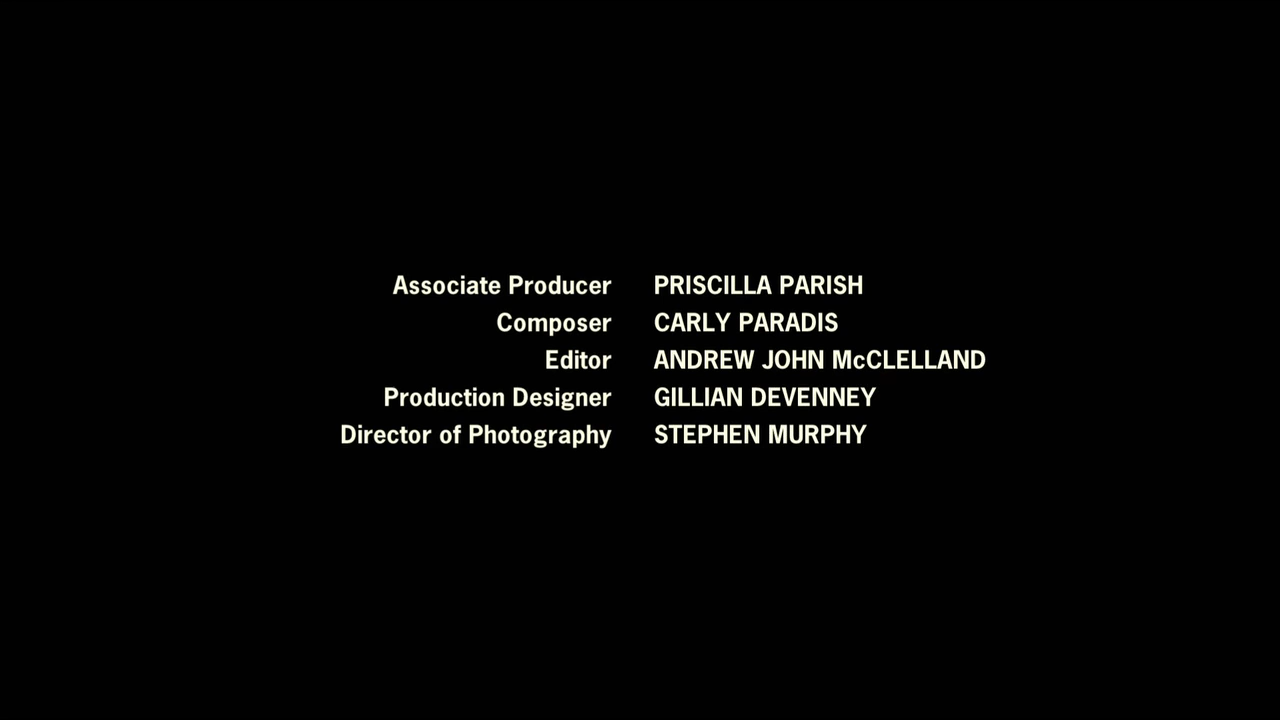 Associate Producer PRISCILLA PARISH
Composer CARLY PARADIS
Editor ANDREW JOHN McCLELLAND
Production Designer GILLIAN DEVENNEY
Director of Photography STEPHEN MURPHY